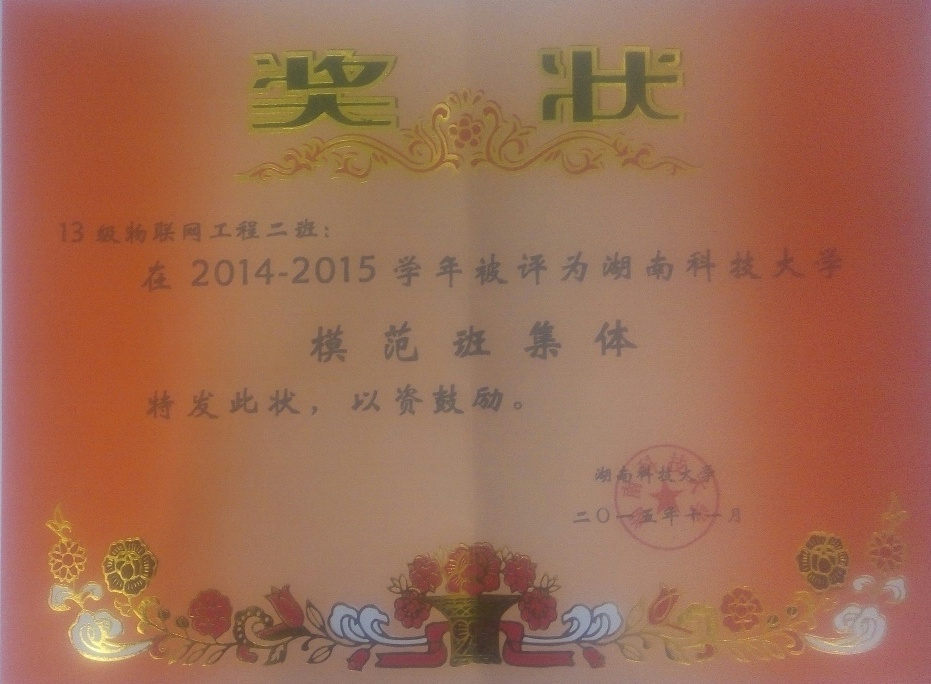 奖状
13级物联网工程二班：
在2014-2015学年被评为湖南科技大学
模范班集体
特发此状，以资鼓励。
湖南科技大学
二〇一五年十一月